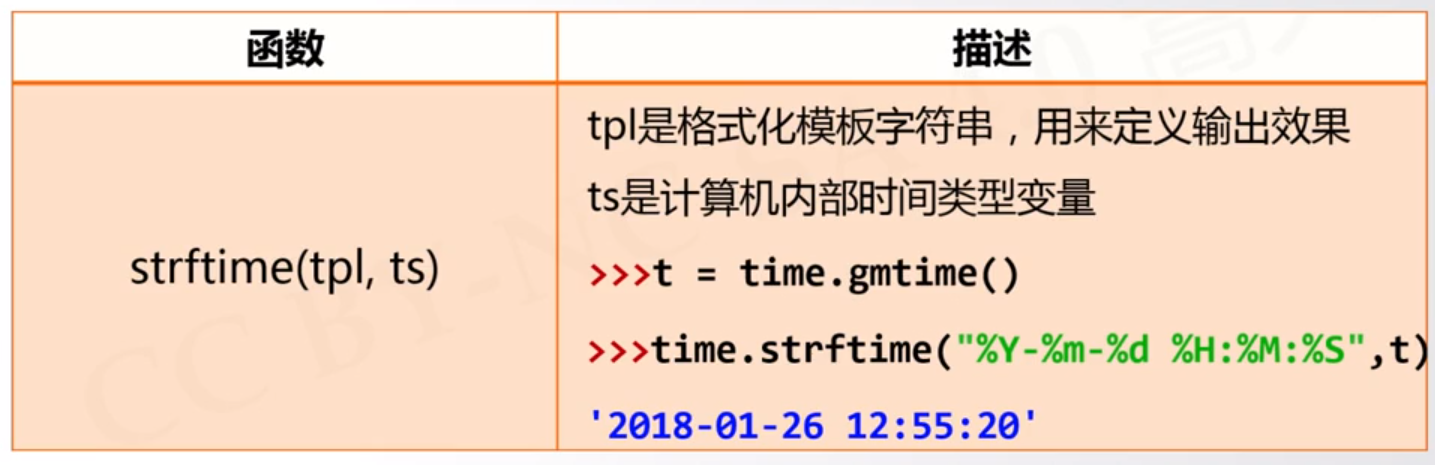 函数
描述
strftime(tpl, ts)
tpl是格式化模板字符串，用来定义输出效果
ts是计算机内部时间类型变量
>>>t = time.gmtime()
>>>time.strftime("%Y-%m-%d %H:%M:%S",t)
'2018-01-26 12:55:20'